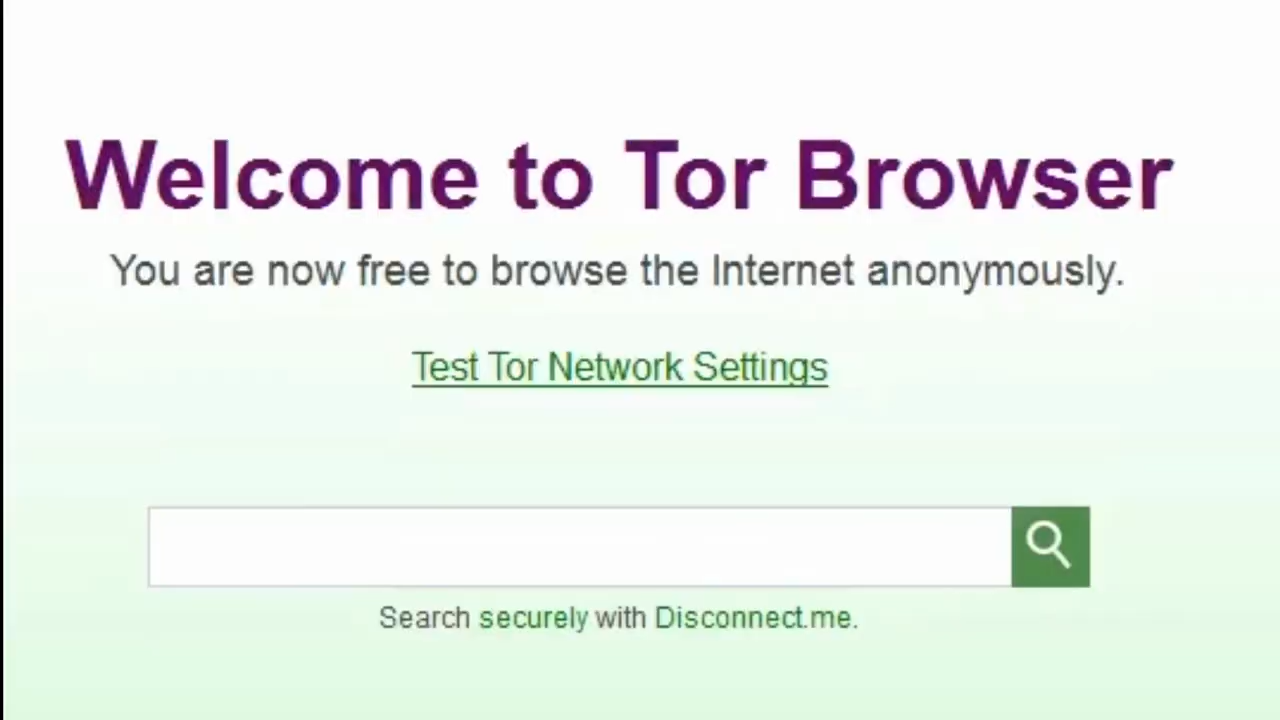 Welcome to Tor Browser
You are now free to browse the Internet anonymously.
Test Tor Network Settings
Search securely with Disconnect.me.